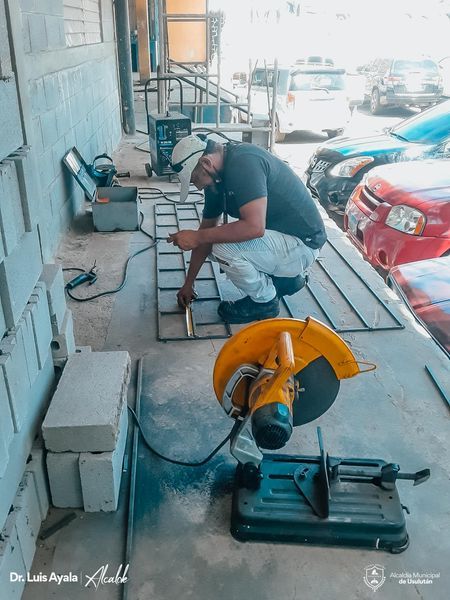 Dr. Luis Ayala
Alcalde
Alcaldía Municipal
de Usulután